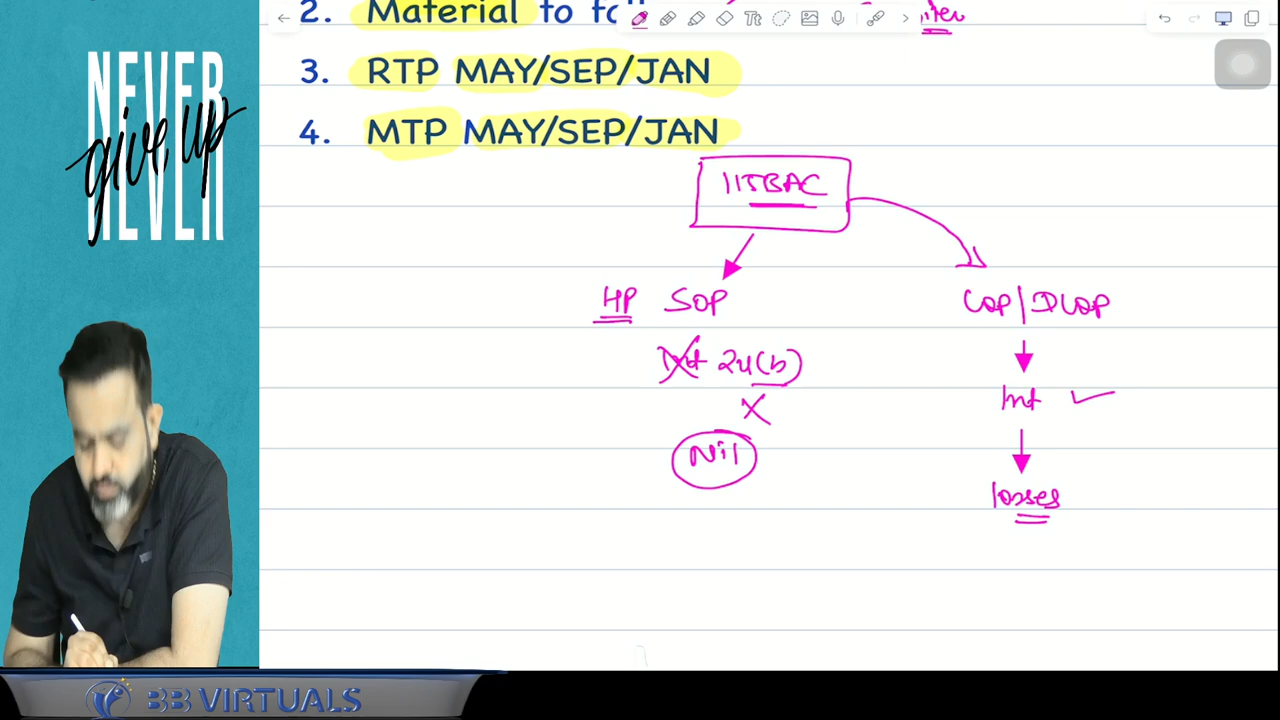 2. Material to
3. RTP MAY/SEP/JAN
4. MTP MAY/SEP/JAN
115BAC
HP SOP
LOP/DLOP
Int 24(b)
X
Int ✓
Nil
losses
NEVER
give up
NEVER
BB VIRTUALS